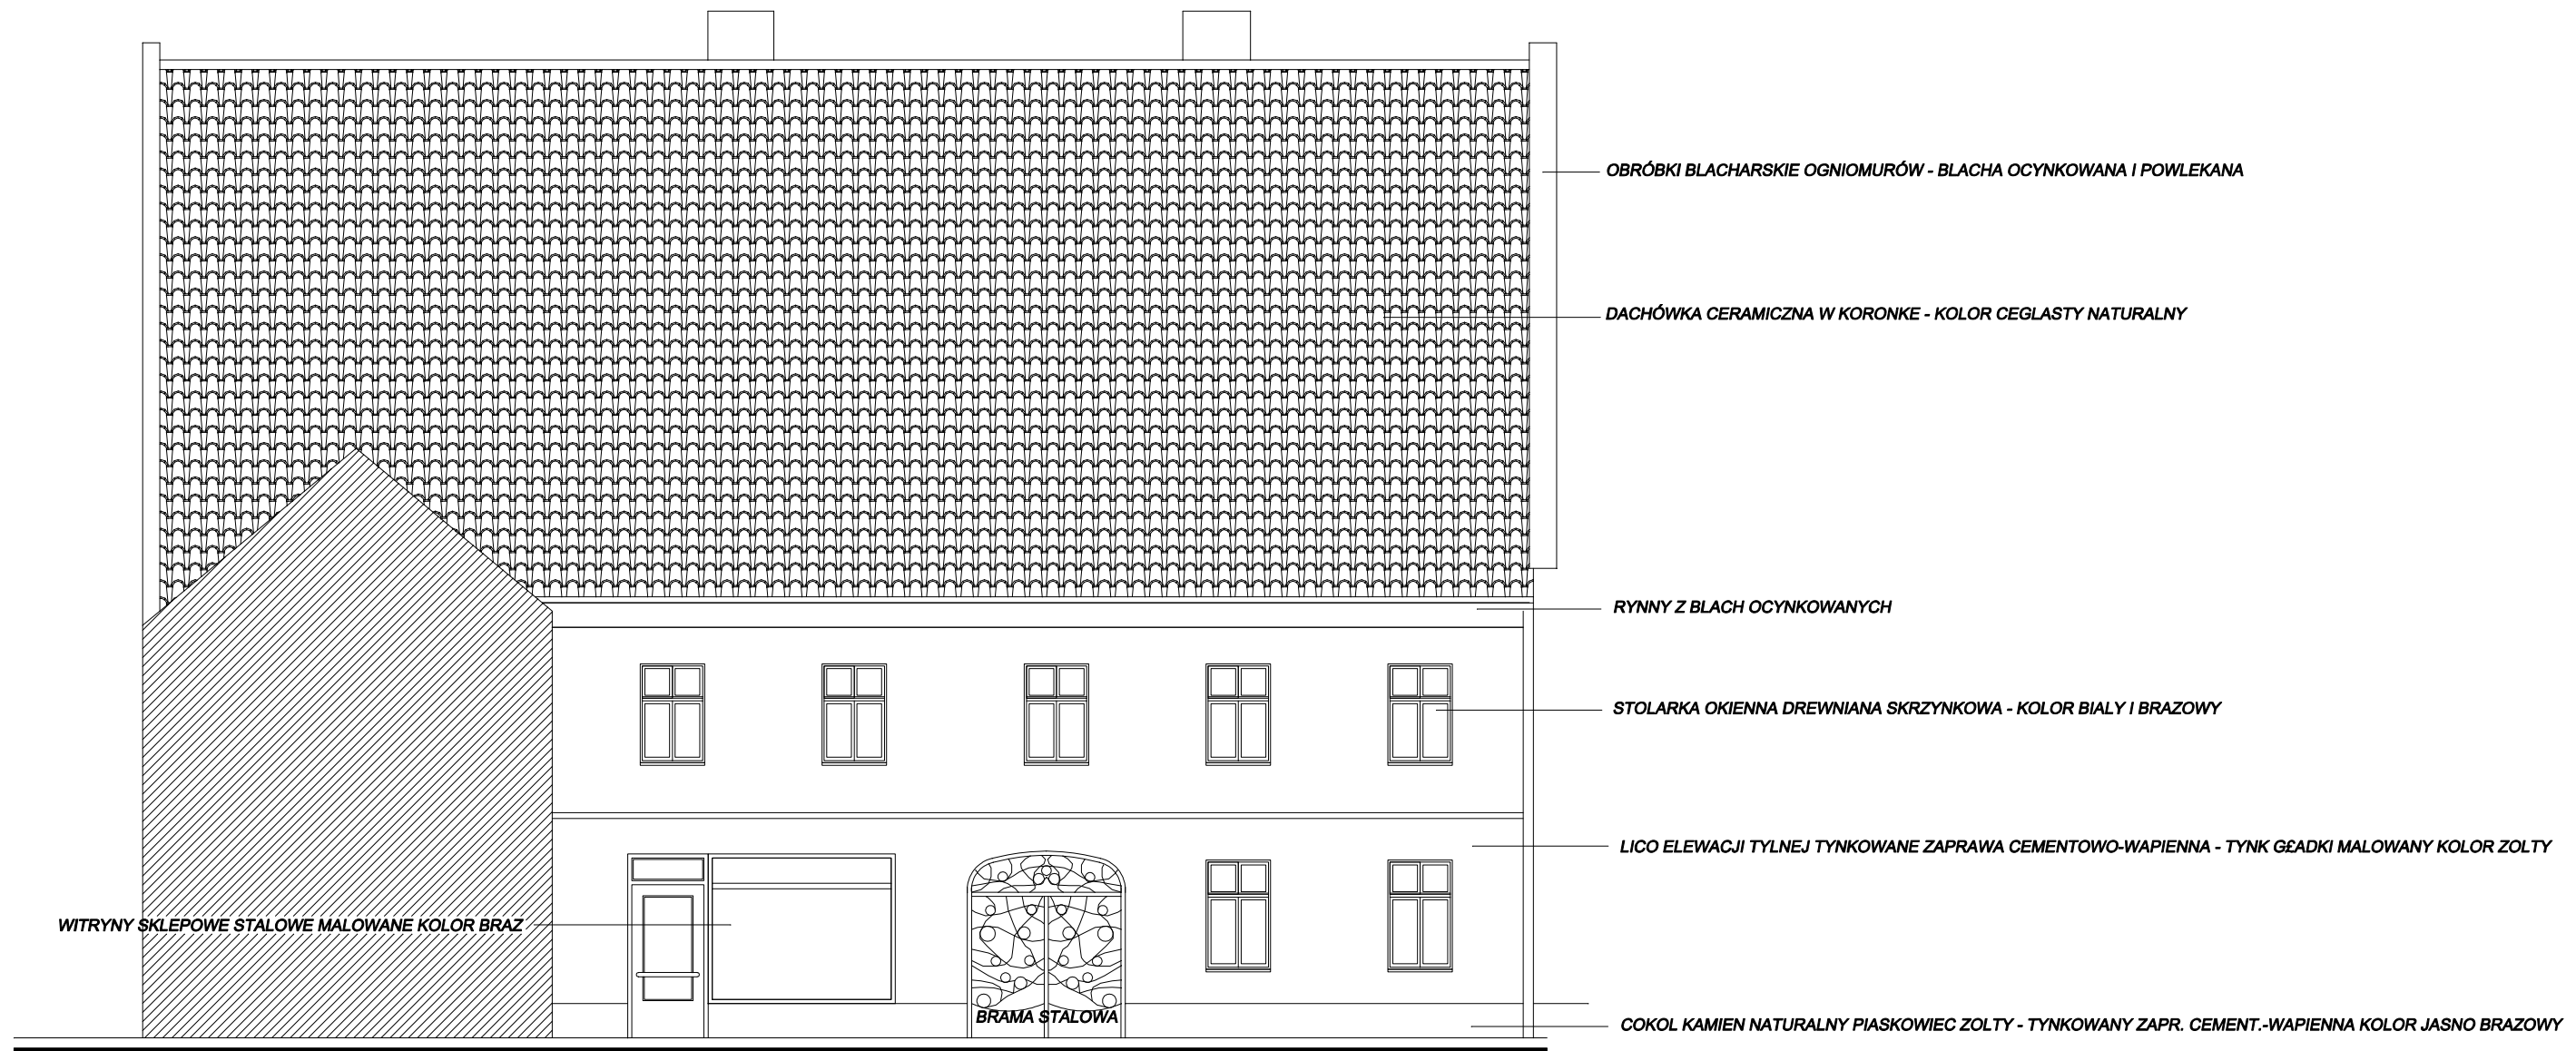 OBRÓBKI BLACHARSKIE OGNIOMURÓW - BLACHA OCYNKOWANA I POWLEKANA
DACHÓWKA CERAMICZNA W KORONKE - KOLOR CEGLASTY NATURALNY
RYNNY Z BLACH OCYNKOWANYCH
STOLARKA OKIENNA DREWNIANA SKRZYNKOWA - KOLOR BIALY I BRAZOWY
LICO ELEWACJI TYLNEJ TYNKOWANE ZAPRAWA CEMENTOWO-WAPIENNA - TYNK G£ADKI MALOWANY KOLOR ZOLTY
WITRYNY SKLEPOWE STALOWE MALOWANE KOLOR BRAZ
BRAMA STALOWA
COKOL KAMIEN NATURALNY PIASKOWIEC ZOLTY - TYNKOWANY ZAPR. CEMENT.-WAPIENNA KOLOR JASNO BRAZOWY